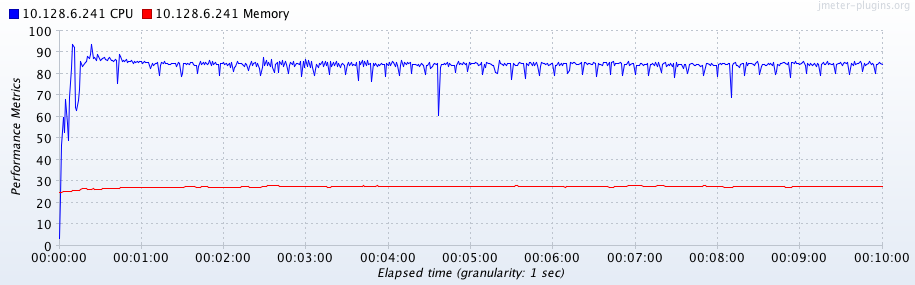 jmeter-plugins.org
10.128.6.241 CPU 10.128.6.241 Memory
100
90
80
70
60
50
40
30
20
10
0
Performance Metrics
00:00:00 00:01:00 00:02:00 00:03:00 00:04:00 00:05:00 00:06:00 00:07:00 00:08:00 00:09:00 00:10:00
Elapsed time (granularity: 1 sec)